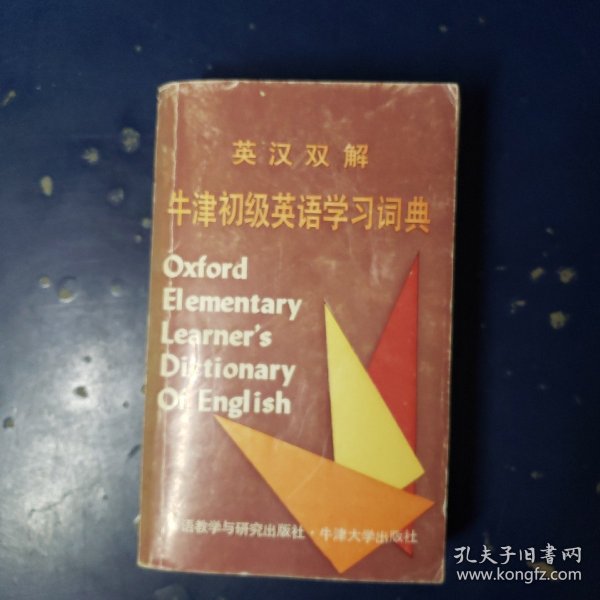 英汉双解
牛津初级英语学习词典
Oxford
Elementary
Learner's
Dictionary
Of English
语教学与研究出版社·牛津大学出版社
孔夫子旧書网
www.kongfz.com